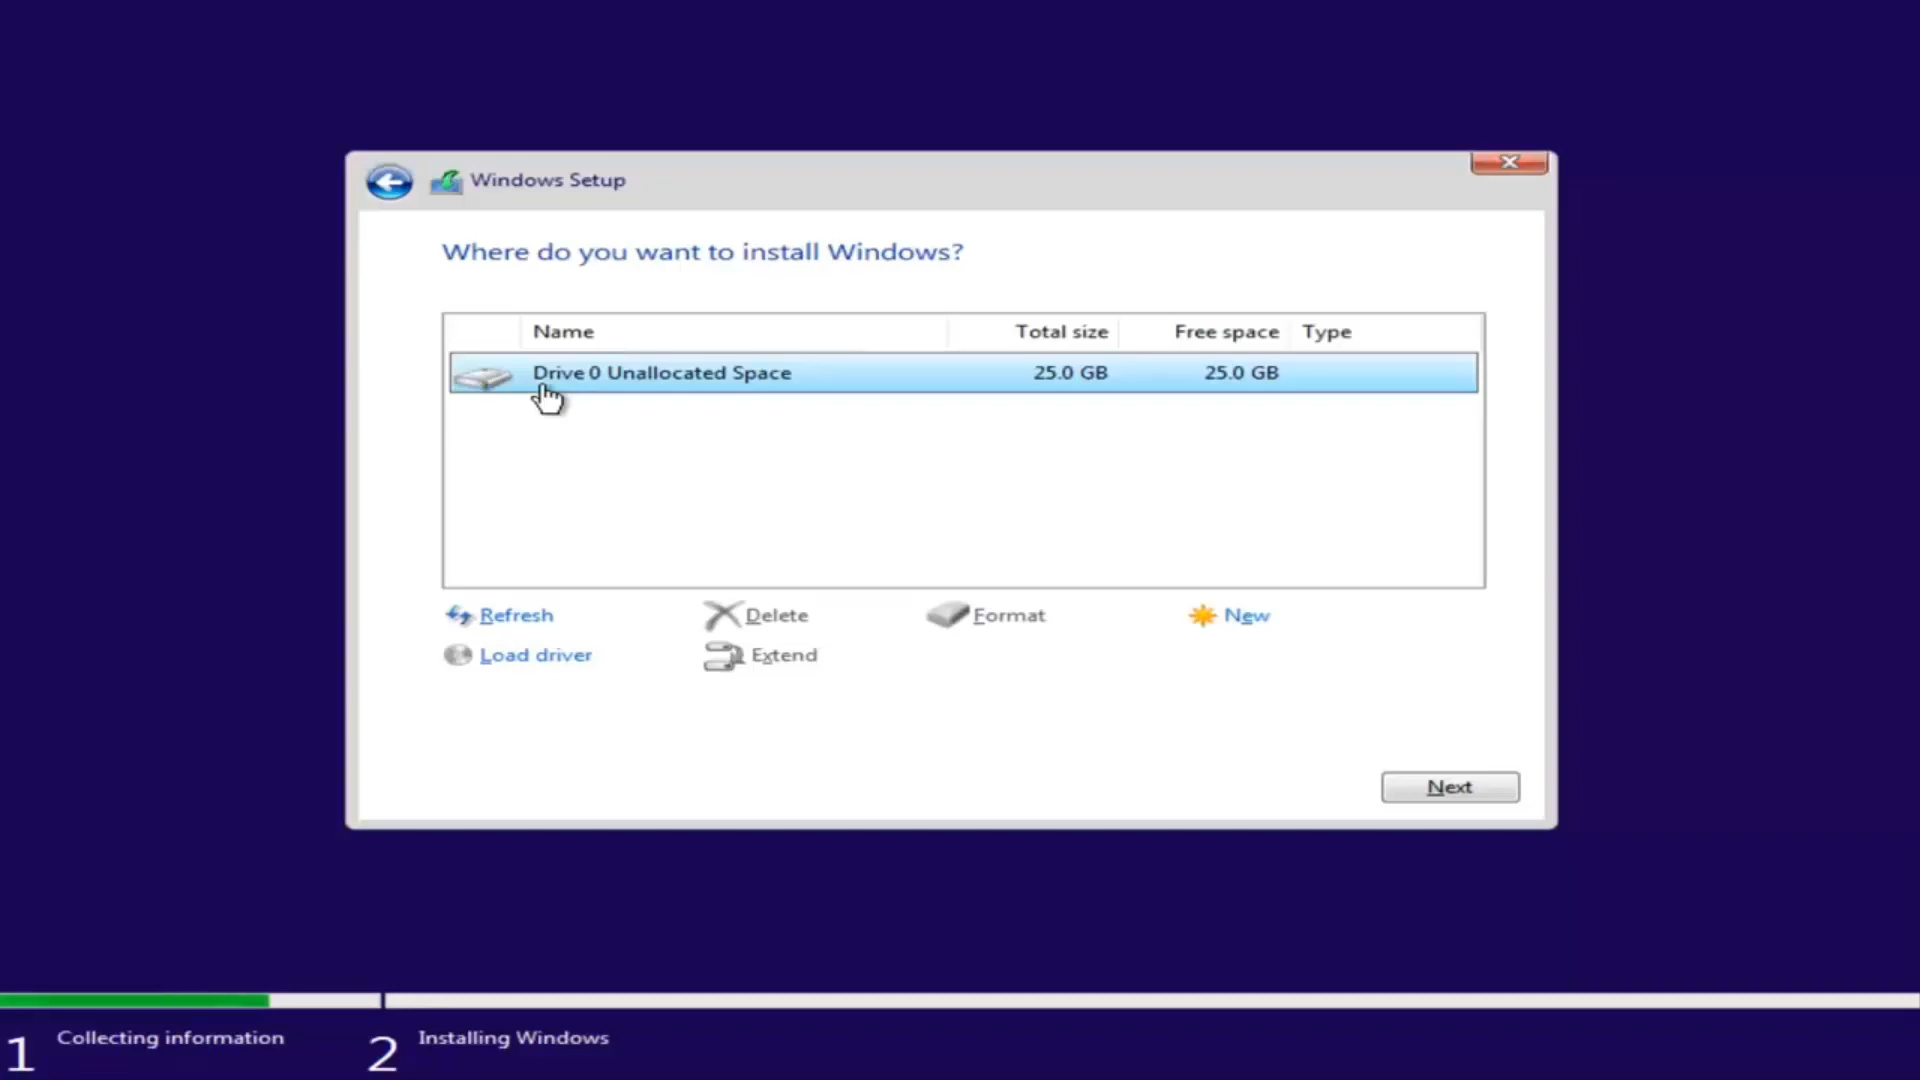 Windows Setup
Where do you want to install Windows?
Name Total size Free space Type
Drive 0 Unallocated Space 25.0 GB 25.0 GB
Refresh Delete Format New
Load driver Extend
Next
1 Collecting information 2 Installing Windows